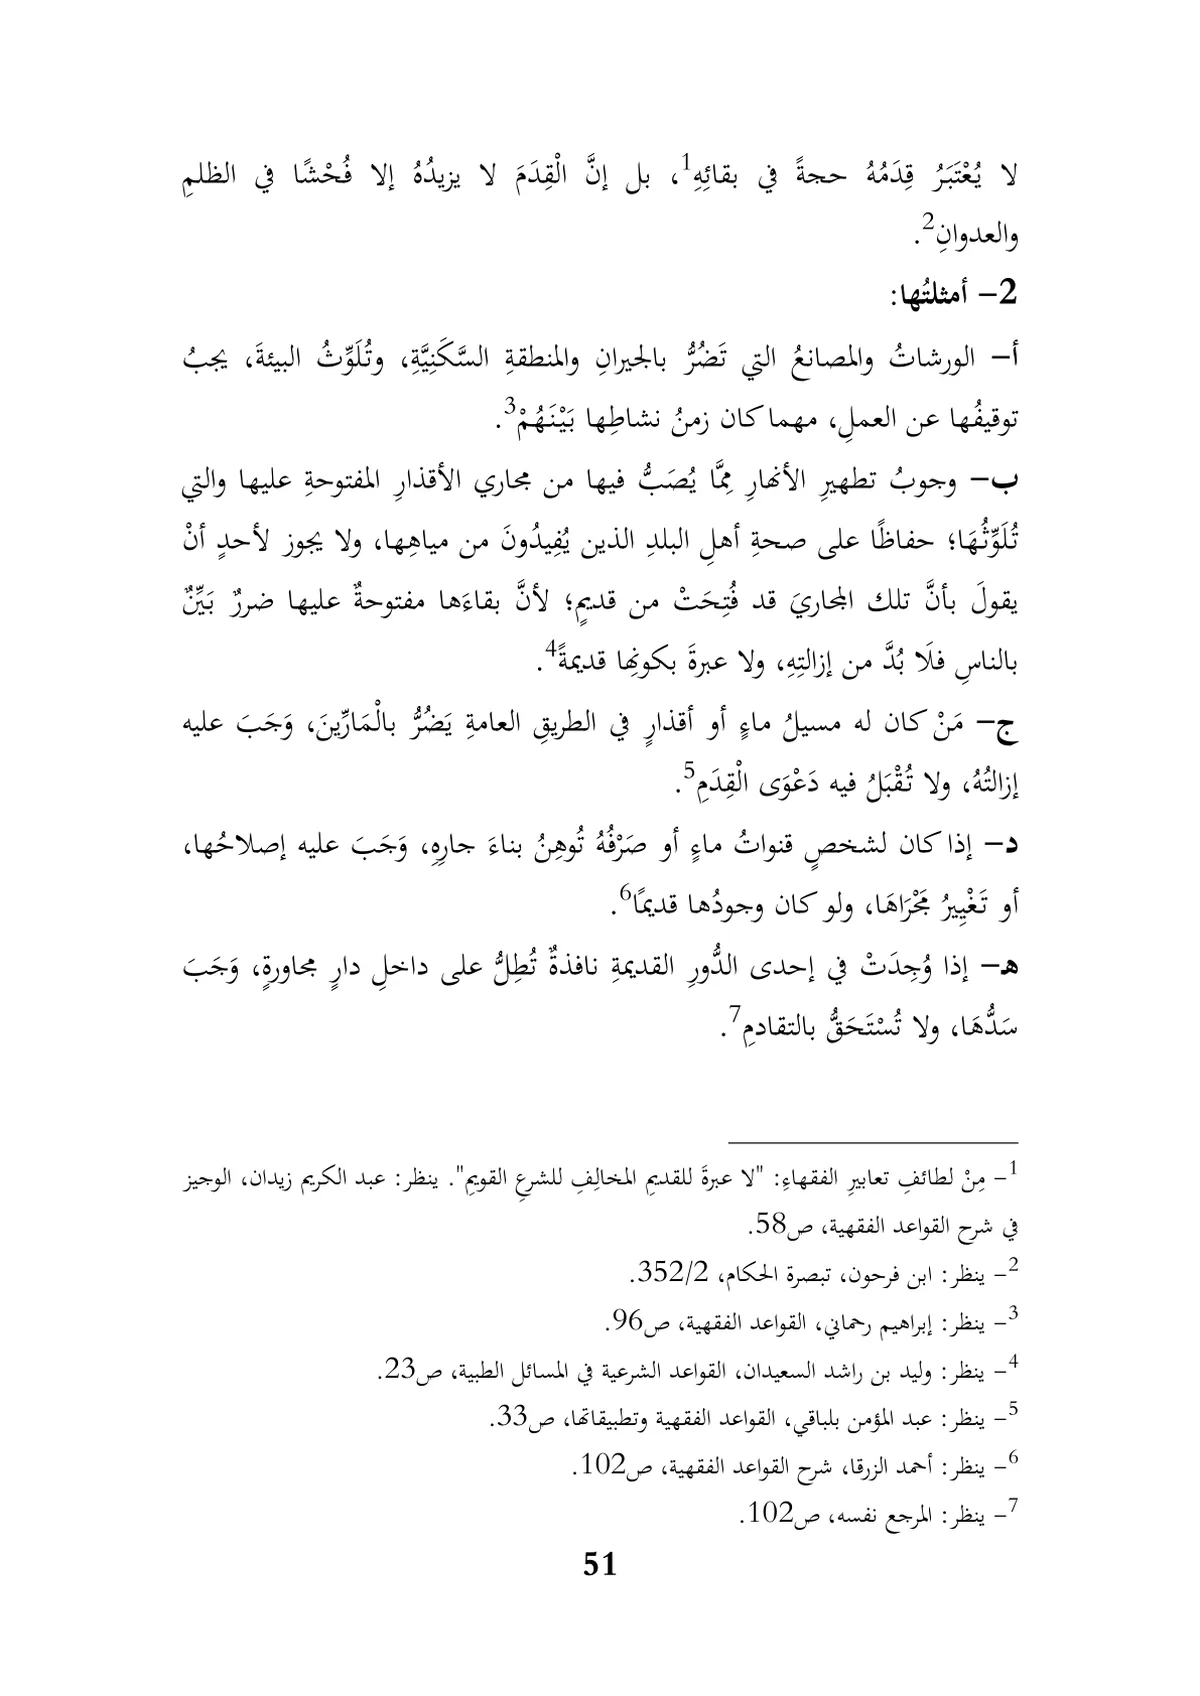 لا يُعْتَبَرُ قِدَمُهُ حجةً في بقائِهِ1، بل إنَّ الْقِدَمَ لا يزيدُهُ إلا فُحْشًا في الظلمِ
والعدوانِ2.
2- أمثلتُها:
أ- الورشاتُ والمصانعُ التي تَضُرُّ بالجيرانِ والمنطقةِ السَّكَنِيَّةِ، وتُلَوِّثُ البيئةَ، يجبُ
توقيفُها عن العملِ، مهما كان زمنُ نشاطِها بَيْنَهُمْ3.
ب- وجوبُ تطهيرِ الأنهارِ مِمَّا يُصَبُّ فيها من مجاري الأقذارِ المفتوحةِ عليها والتي
تُلَوِّثُهَا؛ حفاظًا على صحةِ أهلِ البلدِ الذين يُفِيدُونَ من مياهِها، ولا يجوز لأحدٍ أنْ
يقولَ بأنَّ تلك المجاريَ قد فُتِحَتْ من قديمٍ؛ لأنَّ بقاءَها مفتوحةٌ عليها ضررٌ بَيِّنٌ
بالناسِ فلَا بُدَّ من إزالتِهِ، ولا عبرةَ بكونِها قديمةً4.
ج- مَنْ كان له مسيلُ ماءٍ أو أقذارٍ في الطريقِ العامةِ يَضُرُّ بالْمَارِّينَ، وَجَبَ عليه
إزالتُهُ، ولا تُقْبَلُ فيه دَعْوَى الْقِدَمِ5.
د- إذا كان لشخصٍ قنواتُ ماءٍ أو صَرْفُهُ تُوهِنُ بناءَ جارِهِ، وَجَبَ عليه إصلاحُها،
أو تَغْيِيرُ مَجْرَاهَا، ولو كان وجودُها قديمًا6.
هـ- إذا وُجِدَتْ في إحدى الدُّورِ القديمةِ نافذةٌ تُطِلُّ على داخلِ دارٍ مجاورةٍ، وَجَبَ
سَدُّهَا، ولا تُسْتَحَقُّ بالتقادمِ7.
1- مِنْ لطائفِ تعابيرِ الفقهاءِ: "لا عبرةَ للقديمِ المخالِفِ للشرعِ القويمِ". ينظر: عبد الكريم زيدان، الوجيز
في شرح القواعد الفقهية، ص58.
2- ينظر: ابن فرحون، تبصرة الحكام، 352/2.
3- ينظر: إبراهيم رحماني، القواعد الفقهية، ص96.
4- ينظر: وليد بن راشد السعيدان، القواعد الشرعية في المسائل الطبية، ص23.
5- ينظر: عبد المؤمن بلباقي، القواعد الفقهية وتطبيقاتها، ص33.
6- ينظر: أحمد الزرقا، شرح القواعد الفقهية، ص102.
7- ينظر: المرجع نفسه، ص102.
51